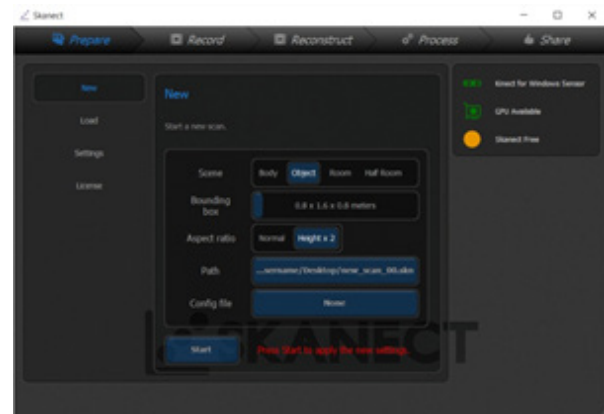 Skanect
Prepare Record Reconstruct Process Share
New
Load
Settings
License
New
Start a new scan.
Scene Body Object Room Half Room
Bounding box 0.8 x 1.6 x 0.8 meters
Aspect ratio Normal Height x 2
Path ...sername/Desktop/new_scan_00.skn
Config file None
Start Press Start to apply the new settings.
SKANECT
Kinect for Windows Sensor
GPU Available
Skanect Free